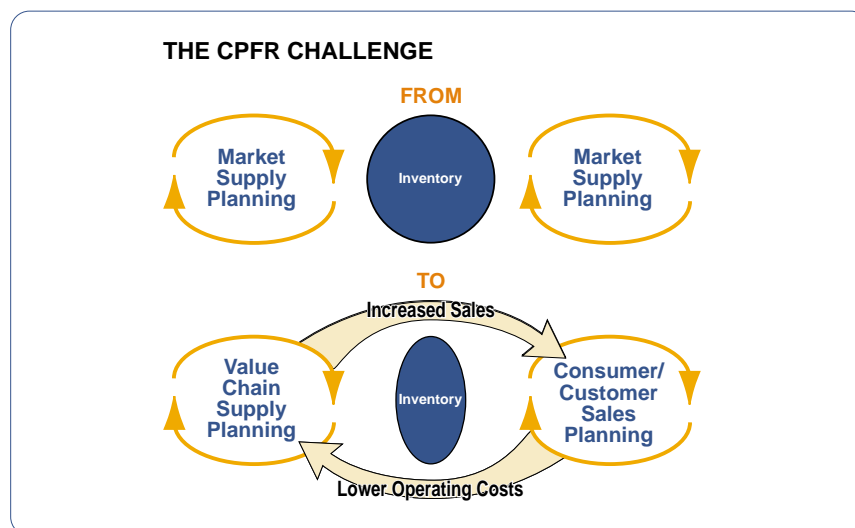 THE CPFR CHALLENGE
FROM
Market
Supply
Planning
Inventory
Market
Supply
Planning
TO
Increased Sales
Value
Chain
Supply
Planning
Inventory
Consumer/
Customer
Sales
Planning
Lower Operating Costs